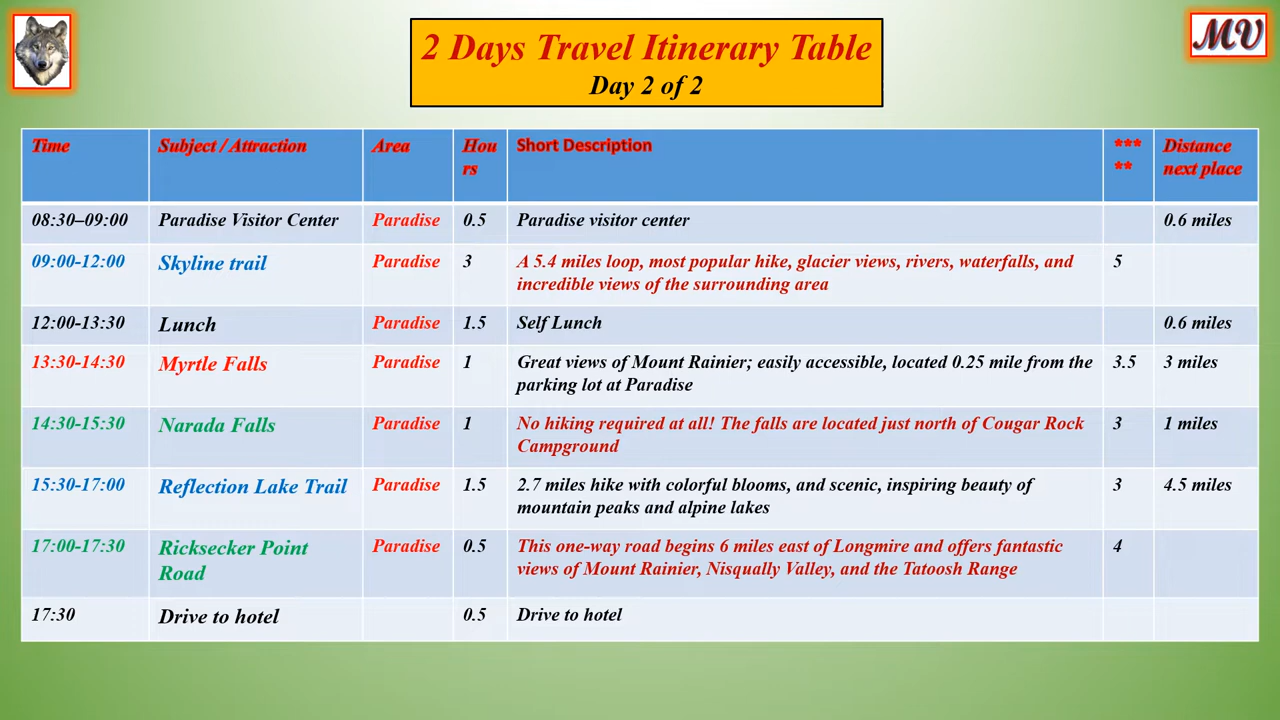 MV
2 Days Travel Itinerary Table
Day 2 of 2
Time Subject / Attraction Area Hou Short Description *** Distance
rs ** next place
08:30–09:00 Paradise Visitor Center Paradise 0.5 Paradise visitor center 0.6 miles
09:00-12:00 Skyline trail Paradise 3 A 5.4 miles loop, most popular hike, glacier views, rivers, waterfalls, and 5
incredible views of the surrounding area
12:00-13:30 Lunch Paradise 1.5 Self Lunch 0.6 miles
13:30-14:30 Myrtle Falls Paradise 1 Great views of Mount Rainier; easily accessible, located 0.25 mile from the 3.5 3 miles
parking lot at Paradise
14:30-15:30 Narada Falls Paradise 1 No hiking required at all! The falls are located just north of Cougar Rock 3 1 miles
Campground
15:30-17:00 Reflection Lake Trail Paradise 1.5 2.7 miles hike with colorful blooms, and scenic, inspiring beauty of 3 4.5 miles
mountain peaks and alpine lakes
17:00-17:30 Ricksecker Point Paradise 0.5 This one-way road begins 6 miles east of Longmire and offers fantastic 4
Road views of Mount Rainier, Nisqually Valley, and the Tatoosh Range
17:30 Drive to hotel 0.5 Drive to hotel